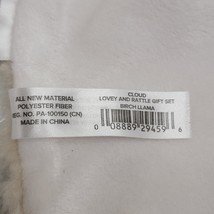 ALL NEW MATERIAL
POLYESTER FIBER
REG. NO. PA-100150 (CN)
MADE IN CHINA
CLOUD
LOVEY AND RATTLE GIFT SET
BIRCH LLAMA
0 08889 29459 6